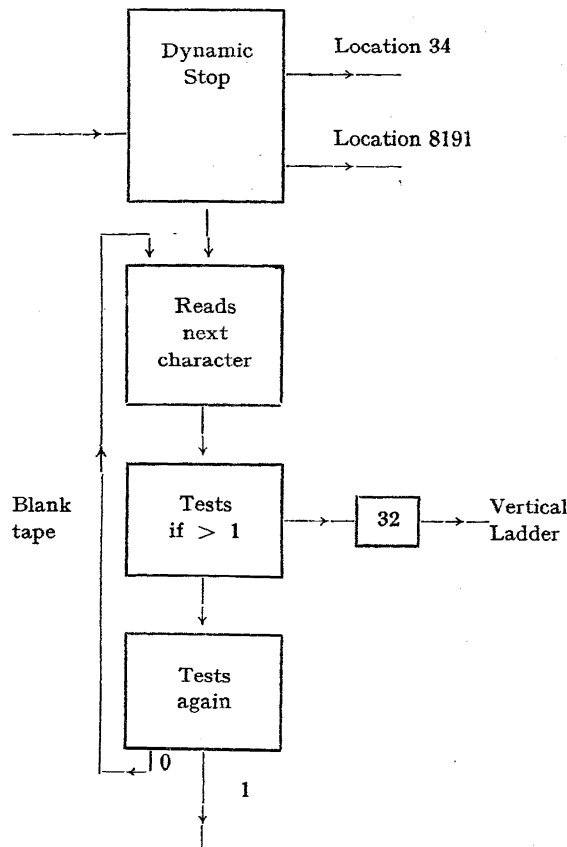 Dynamic
Stop
Location 34
Location 8191
Reads
next
character
Blank
tape
Tests
if > 1
32
Vertical
Ladder
Tests
again
0
1